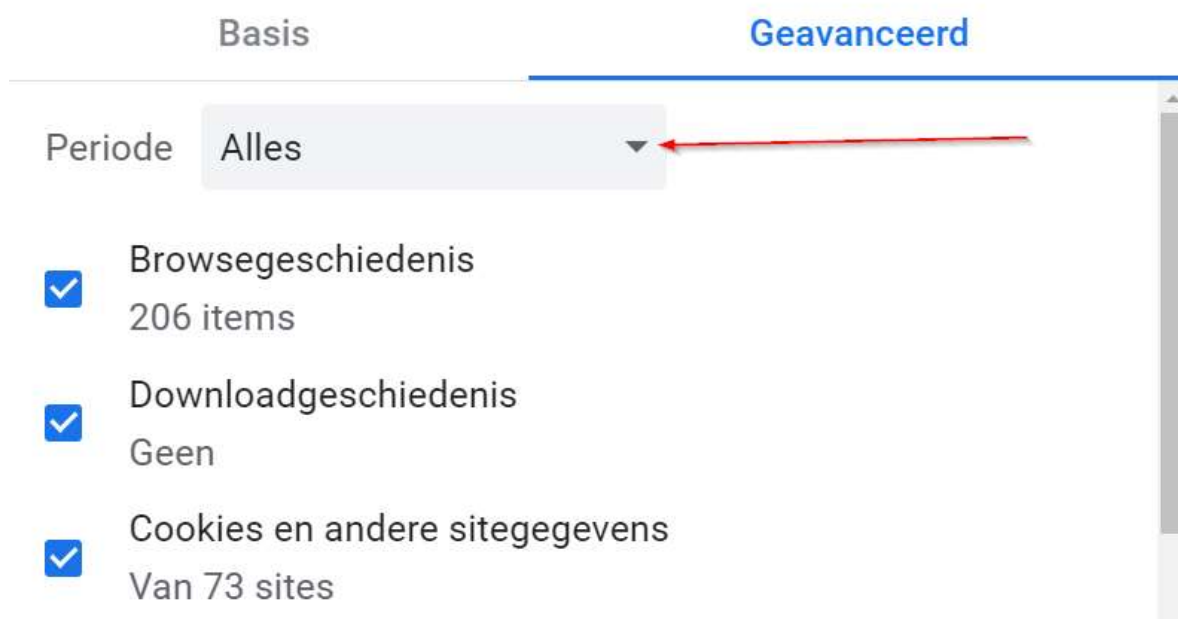 Basis
Geavanceerd
Periode
Alles
Browsegeschiedenis
206 items
Downloadgeschiedenis
Geen
Cookies en andere sitegegevens
Van 73 sites